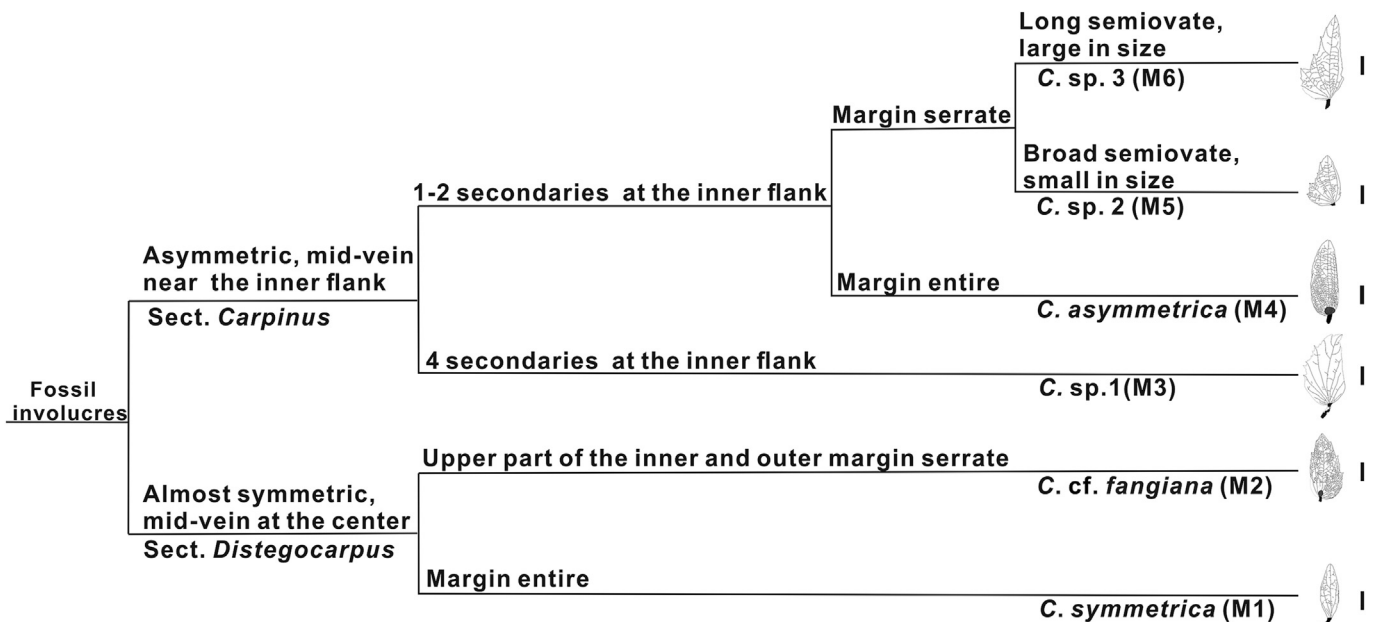 Long semiovate,
large in size
C. sp. 3 (M6)
Margin serrate
Broad semiovate,
small in size
C. sp. 2 (M5)
1-2 secondaries at the inner flank
Asymmetric, mid-vein
near the inner flank
Sect. Carpinus
Margin entire
C. asymmetrica (M4)
4 secondaries at the inner flank
C. sp.1(M3)
Fossil
involucres
Upper part of the inner and outer margin serrate
C. cf. fangiana (M2)
Almost symmetric,
mid-vein at the center
Sect. Distegocarpus
Margin entire
C. symmetrica (M1)